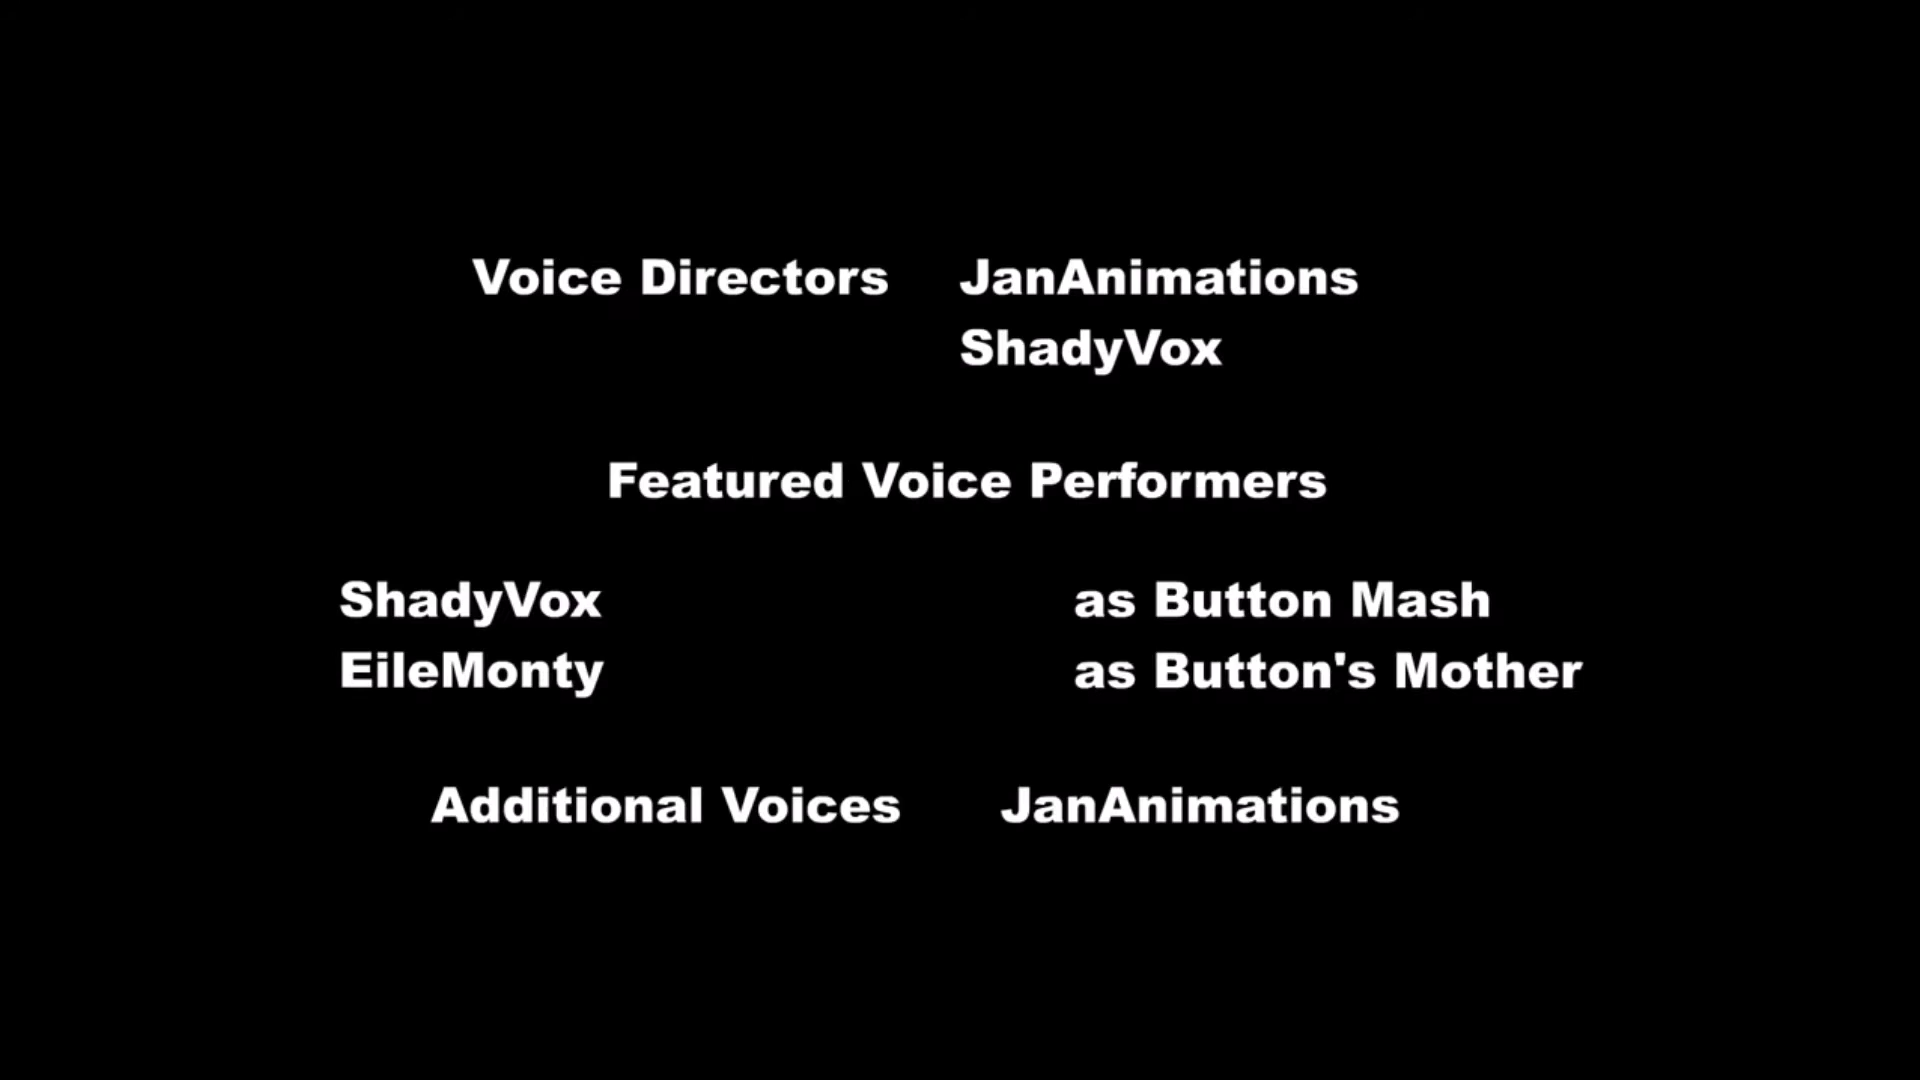 Voice Directors JanAnimations
ShadyVox
Featured Voice Performers
ShadyVox as Button Mash
EileMonty as Button's Mother
Additional Voices JanAnimations